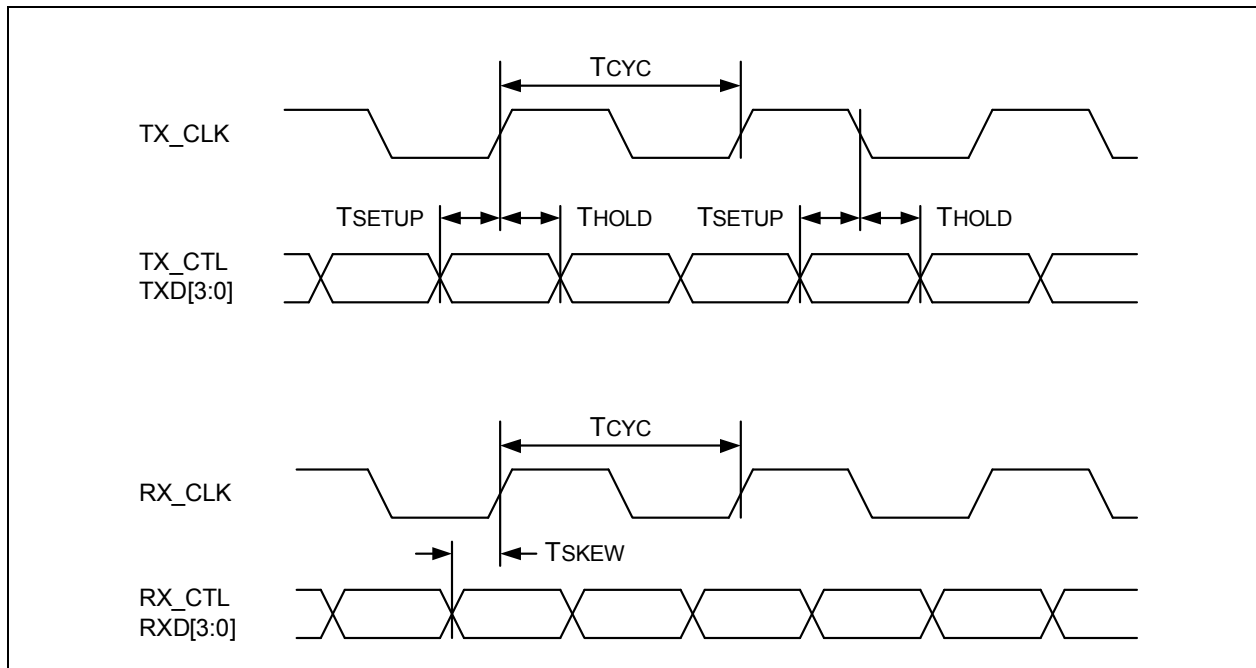 TCYC
TX_CLK
TSETUP THOLD TSETUP THOLD
TX_CTL
TXD[3:0]
TCYC
RX_CLK
TSKEW
RX_CTL
RXD[3:0]